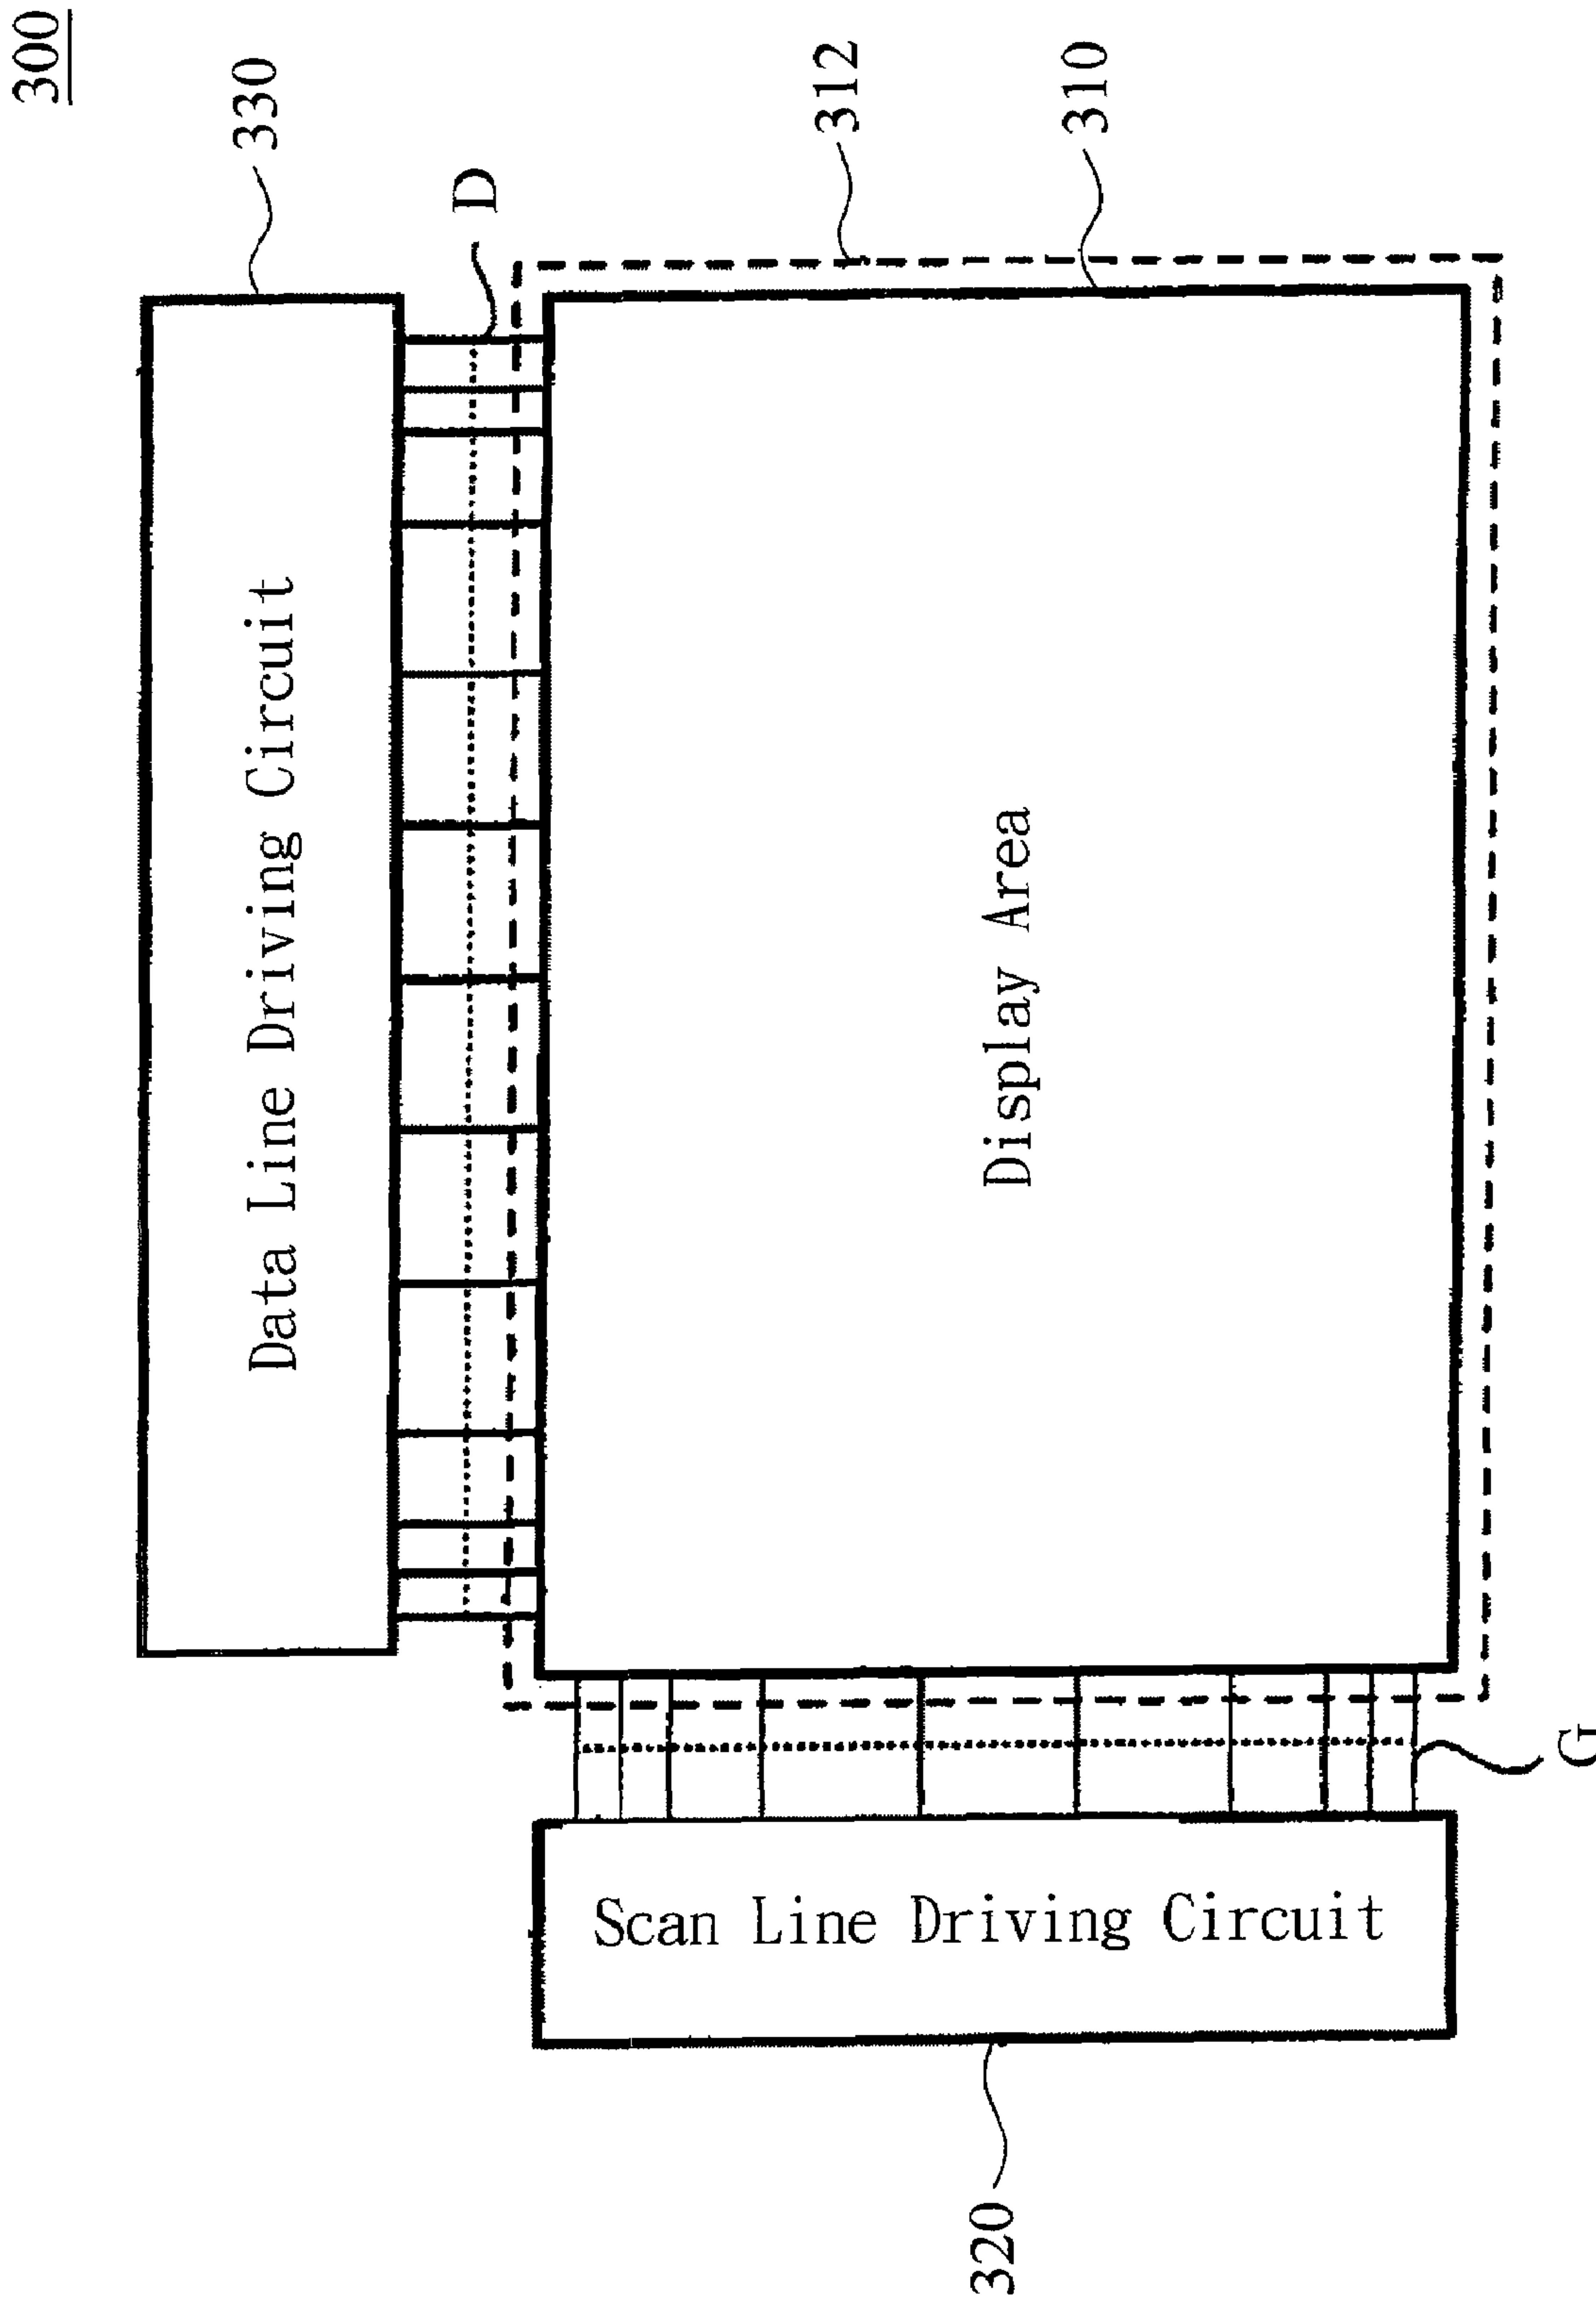 300
330
D
Data Line Driving Circuit
312
310
Display Area
G
Scan Line Driving Circuit
320